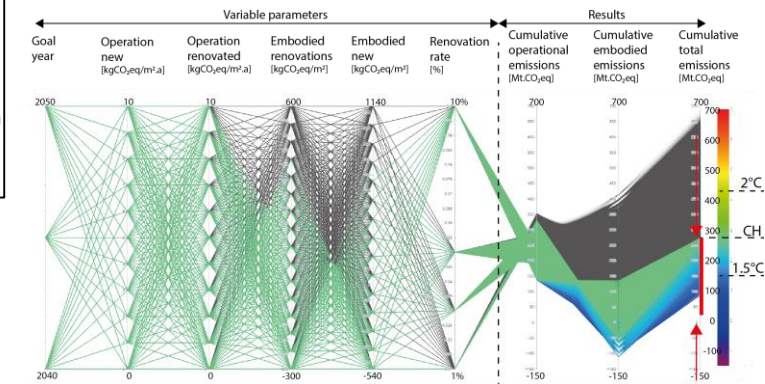 Variable parameters
Results
Goal
year
Operation
new
[kgCO₂eq/m².a]
Operation
renovated
[kgCO₂eq/m².a]
Embodied
renovations
[kgCO₂eq/m²]
Embodied
new
[kgCO₂eq/m²]
Renovation
rate
[%]
Cumulative
operational
emissions
[Mt.CO₂eq]
Cumulative
embodied
emissions
[Mt.CO₂eq]
Cumulative
total
emissions
[Mt.CO₂eq]
2050 10 10 600 1140 10% 700 700 700
700
600
500
2°C
400
300
CH
200
1.5°C
100
0
-100
2040 0 0 -300 -540 1% -150 -150 -150